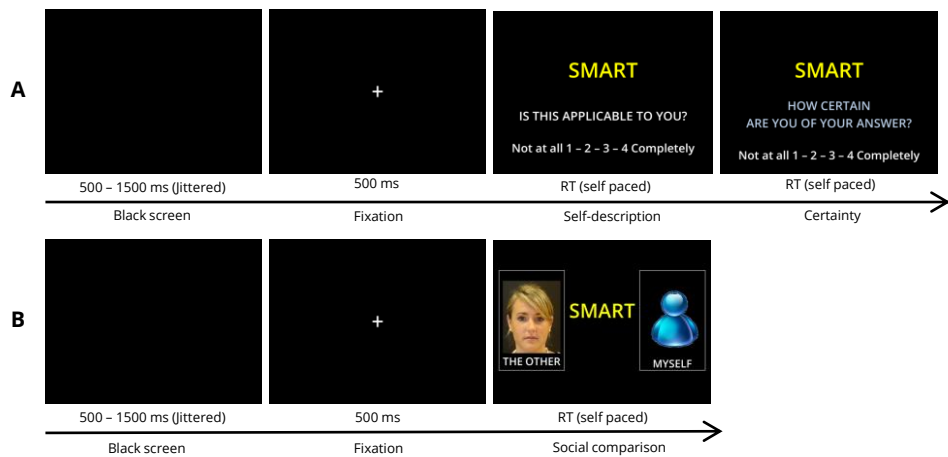 A
+
SMART
IS THIS APPLICABLE TO YOU?
Not at all 1 – 2 – 3 – 4 Completely
SMART
HOW CERTAIN
ARE YOU OF YOUR ANSWER?
Not at all 1 – 2 – 3 – 4 Completely
500 – 1500 ms (Jittered)
500 ms
RT (self paced)
RT (self paced)
Black screen
Fixation
Self-description
Certainty
B
+
SMART
THE OTHER
MYSELF
500 – 1500 ms (Jittered)
500 ms
RT (self paced)
Black screen
Fixation
Social comparison